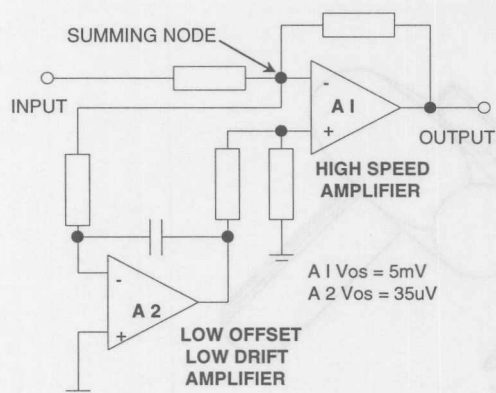 SUMMING NODE
INPUT
-
A I
+
OUTPUT
HIGH SPEED
AMPLIFIER
A I Vos = 5mV
A 2 Vos = 35uV
-
A 2
+
LOW OFFSET
LOW DRIFT
AMPLIFIER